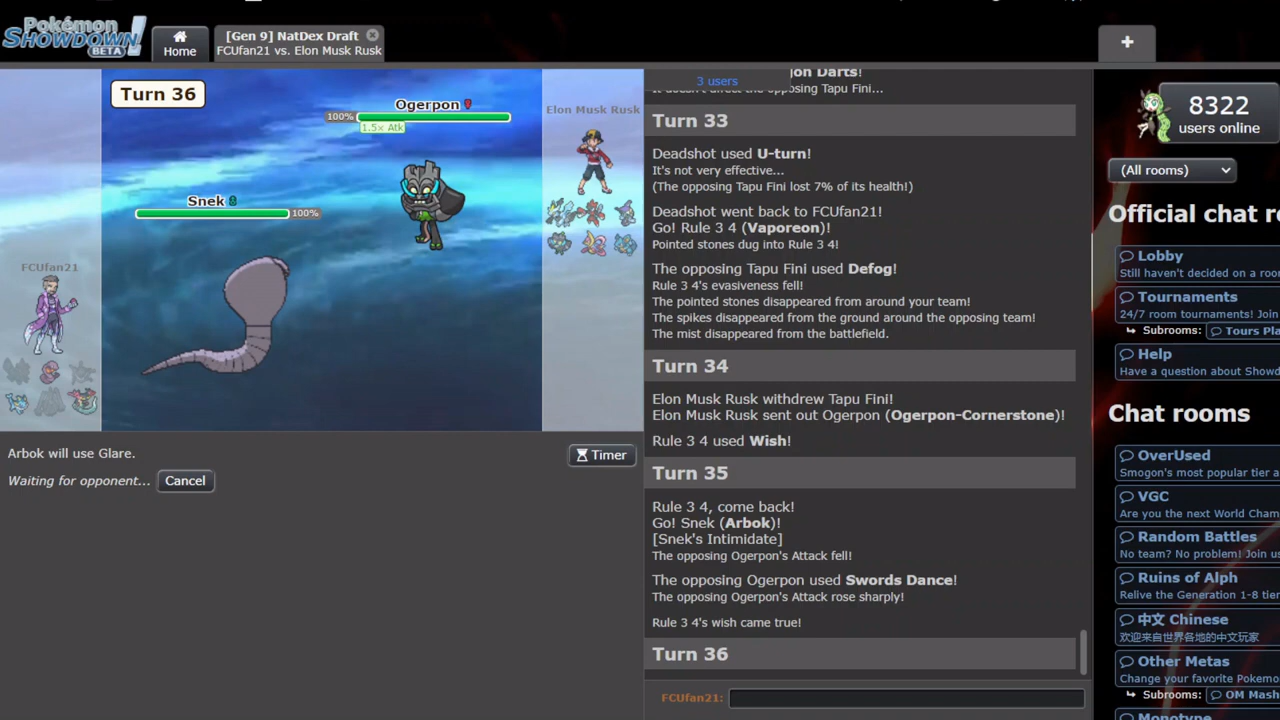 Pokémon
SHOWDOWN!
BETA
Home
[Gen 9] NatDex Draft
FCUfan21 vs. Elon Musk Rusk
+
Turn 36
Ogerpon
100%
1.5× Atk
Snek
100%
FCUfan21
Elon Musk Rusk
Arbok will use Glare.
Waiting for opponent...
Cancel
Timer
3 users
gon Darts!
It doesn't affect the opposing Tapu Fini...
Turn 33
Deadshot used U-turn!
It's not very effective...
(The opposing Tapu Fini lost 7% of its health!)
Deadshot went back to FCUfan21!
Go! Rule 3 4 (Vaporeon)!
Pointed stones dug into Rule 3 4!
The opposing Tapu Fini used Defog!
Rule 3 4's evasiveness fell!
The pointed stones disappeared from around your team!
The spikes disappeared from the ground around the opposing team!
The mist disappeared from the battlefield.
Turn 34
Elon Musk Rusk withdrew Tapu Fini!
Elon Musk Rusk sent out Ogerpon (Ogerpon-Cornerstone)!
Rule 3 4 used Wish!
Turn 35
Rule 3 4, come back!
Go! Snek (Arbok)!
[Snek's Intimidate]
The opposing Ogerpon's Attack fell!
The opposing Ogerpon used Swords Dance!
The opposing Ogerpon's Attack rose sharply!
Rule 3 4's wish came true!
Turn 36
FCUfan21:
8322
users online
(All rooms)
Official chat ro
Lobby
Still haven't decided on a roo
Tournaments
24/7 room tournaments! Join
Subrooms: Tours Pla
Help
Have a question about Showd
Chat rooms
OverUsed
Smogon's most popular tier a
VGC
Are you the next World Cham
Random Battles
No team? No problem! Join us
Ruins of Alph
Relive the Generation 1-8 tier
中文 Chinese
欢迎来自世界各地的中文玩家
Other Metas
Change your favorite Pokemo
Subrooms: OM Mash
Monotype